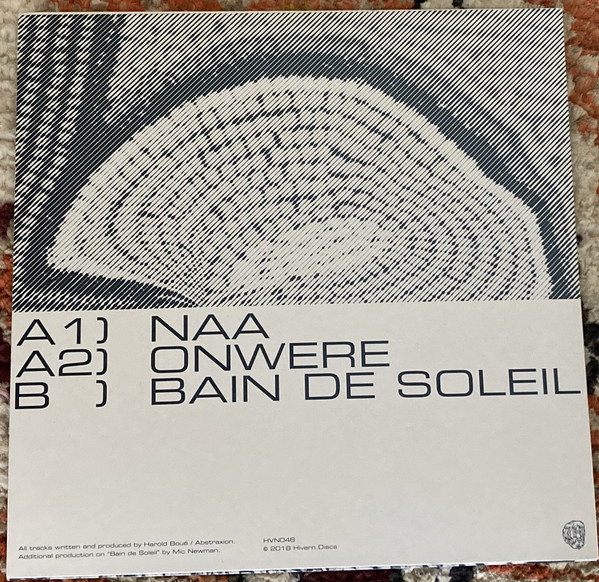 A1) NAA
A2) ONWERE
B ) BAIN DE SOLEIL
All tracks written and produced by Harold Boué / Abstraxion.
Additional production on "Bain de Soleil" by Mic Newman.
HVN048
© 2018 Hivern Discs